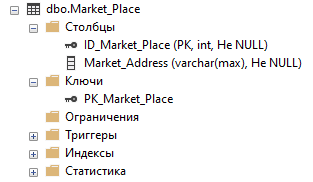 dbo.Market_Place
Столбцы
ID_Market_Place (PK, int, Не NULL)
Market_Address (varchar(max), Не NULL)
Ключи
PK_Market_Place
Ограничения
Триггеры
Индексы
Статистика